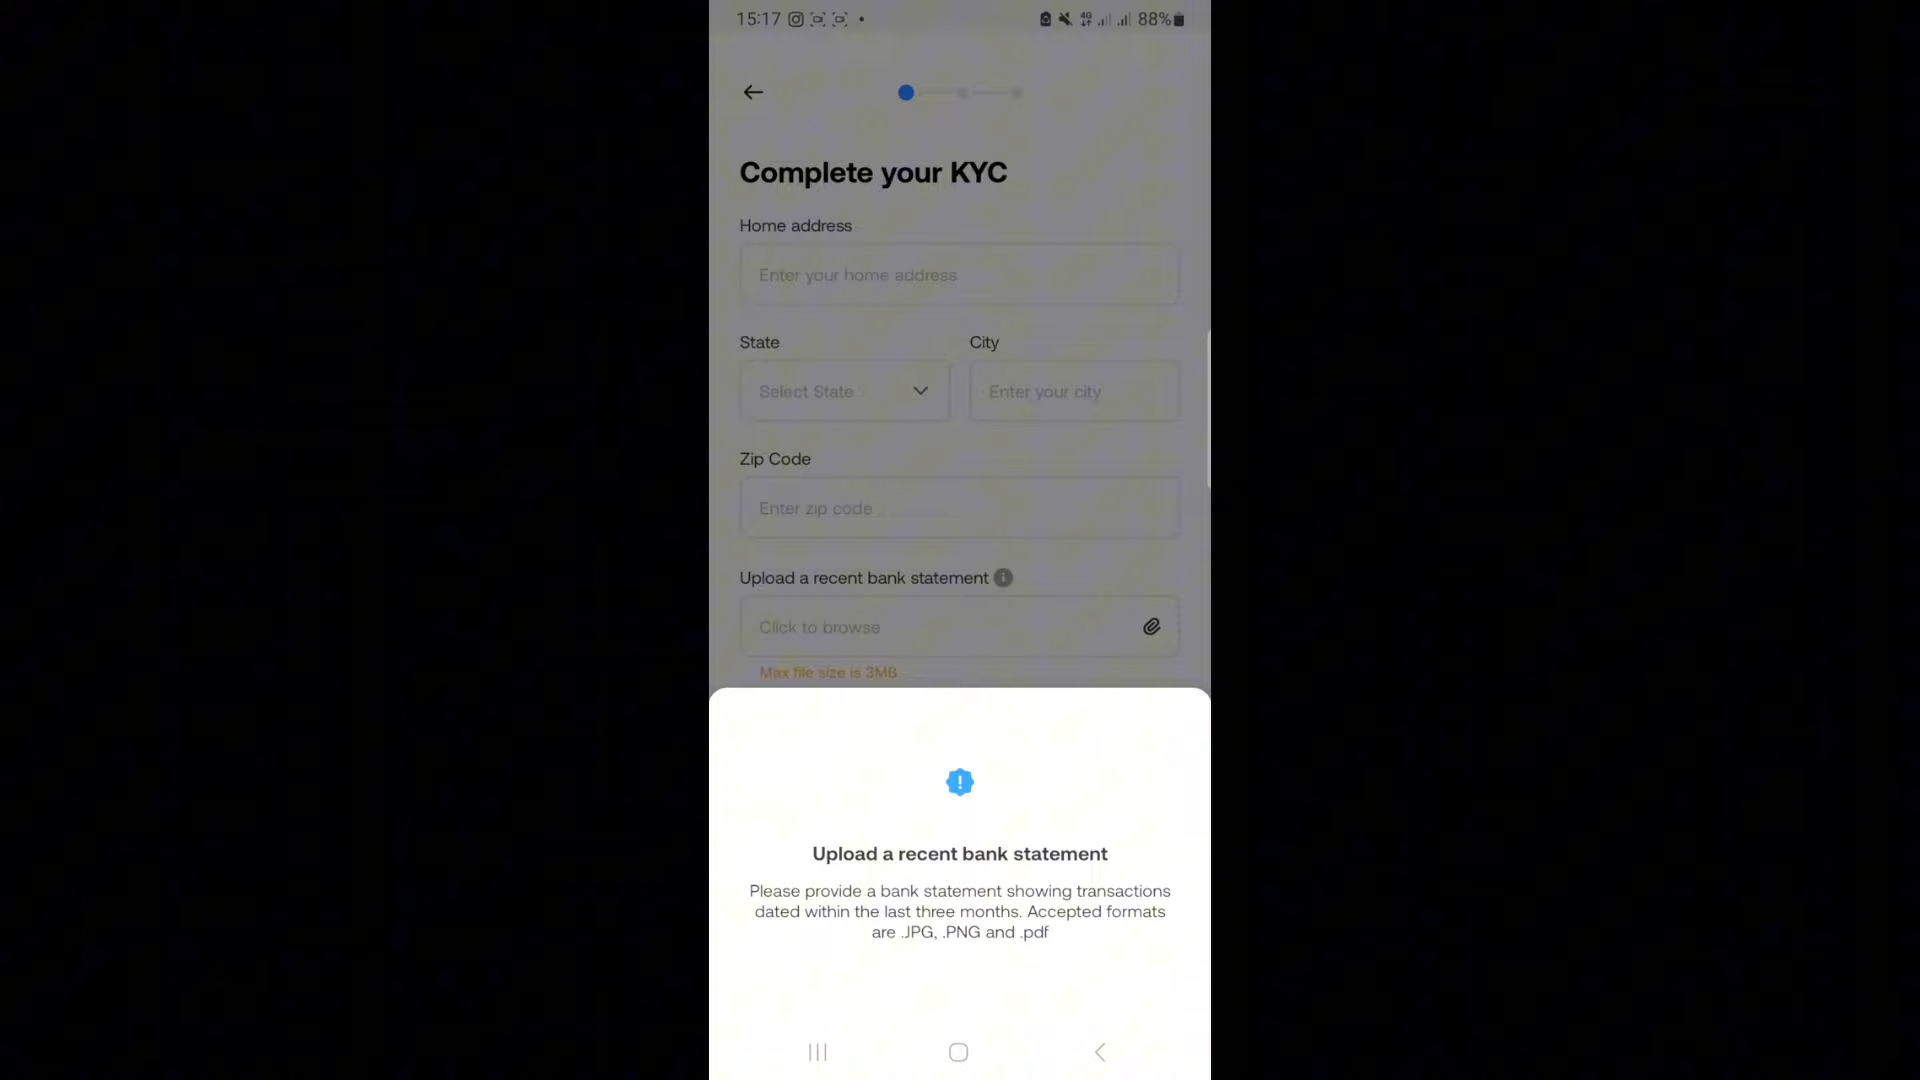 15:17
4G
88%
Complete your KYC
Home address
Enter your home address
State
City
Select State
Enter your city
Zip Code
Enter zip code
Upload a recent bank statement
Click to browse
Max file size is 3MB
Upload a recent bank statement
Please provide a bank statement showing transactions
dated within the last three months. Accepted formats
are .JPG, .PNG and .pdf